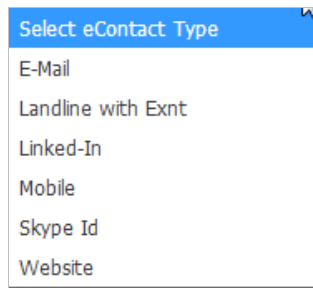 Select eContact Type
E-Mail
Landline with Exnt
Linked-In
Mobile
Skype Id
Website